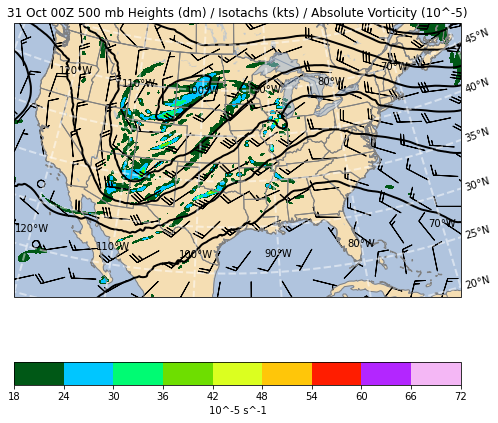 31 Oct 00Z 500 mb Heights (dm) / Isotachs (kts) / Absolute Vorticity (10^-5)
45°N
120°W 110°W 100°W 90°W 80°W 70°W
40°N
35°N
30°N
120°W 110°W 100°W 90°W 80°W 70°W
25°N
20°N
18 24 30 36 42 48 54 60 66 72
10^-5 s^-1